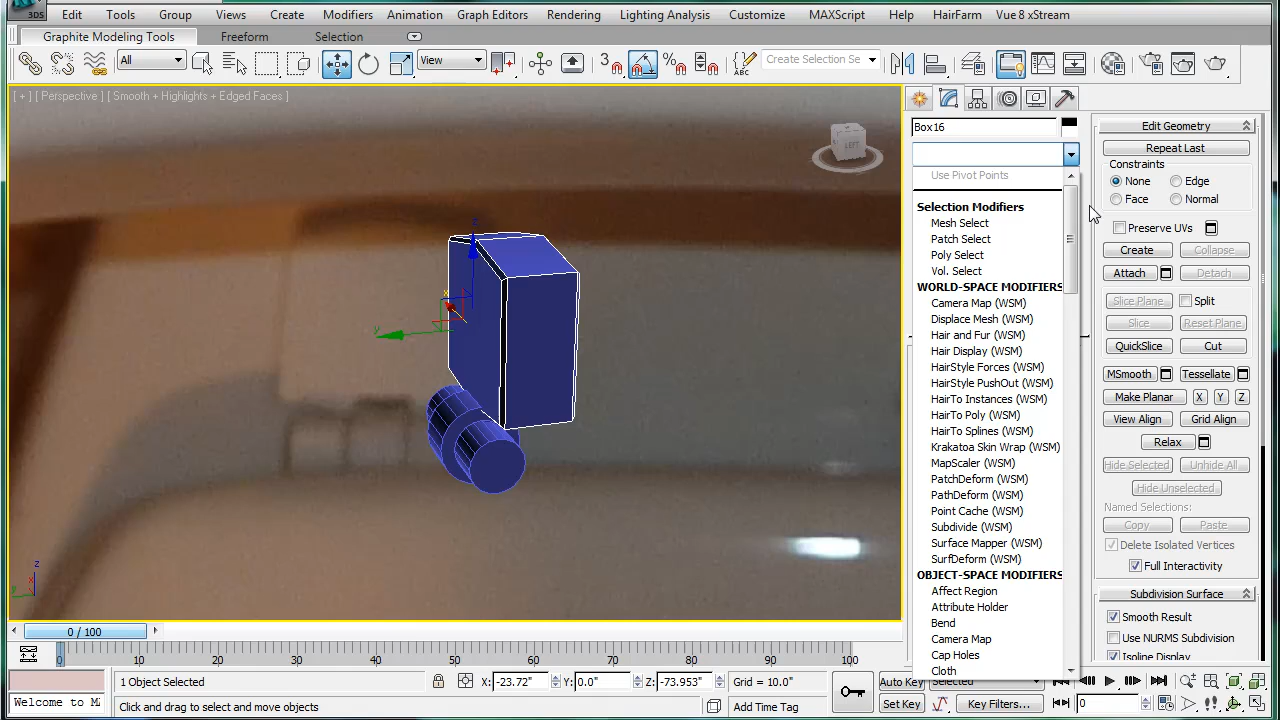 3DS
Edit Tools Group Views Create Modifiers Animation Graph Editors Rendering Lighting Analysis Customize MAXScript Help HairFarm Vue 8 xStream
Graphite Modeling Tools Freeform Selection
All View 3 ABC Create Selection Se
[ + ] [ Perspective ] [ Smooth + Highlights + Edged Faces ]
LEFT
z
x
y
z
x
y
Box16
Use Pivot Points
Selection Modifiers
Mesh Select
Patch Select
Poly Select
Vol. Select
WORLD-SPACE MODIFIERS
Camera Map (WSM)
Displace Mesh (WSM)
Hair and Fur (WSM)
Hair Display (WSM)
HairStyle Forces (WSM)
HairStyle PushOut (WSM)
HairTo Instances (WSM)
HairTo Poly (WSM)
HairTo Splines (WSM)
Krakatoa Skin Wrap (WSM)
MapScaler (WSM)
PatchDeform (WSM)
PathDeform (WSM)
Point Cache (WSM)
Subdivide (WSM)
Surface Mapper (WSM)
SurfDeform (WSM)
OBJECT-SPACE MODIFIERS
Affect Region
Attribute Holder
Bend
Camera Map
Cap Holes
Cloth
Edit Geometry
Repeat Last
Constraints
None Edge
Face Normal
Preserve UVs
Create Collapse
Attach Detach
Slice Plane Split
Slice Reset Plane
QuickSlice Cut
MSmooth Tessellate
Make Planar X Y Z
View Align Grid Align
Relax
Hide Selected Unhide All
Hide Unselected
Named Selections:
Copy Paste
Delete Isolated Vertices
Full Interactivity
Subdivision Surface
Smooth Result
Use NURMS Subdivision
Isoline Display
0 / 100
0 10 20 30 40 50 60 70 80 90 100
1 Object Selected X: -23.72" Y: 0.0" Z: -73.953" Grid = 10.0" Auto Key Selected
Welcome to M Click and drag to select and move objects Add Time Tag Set Key Key Filters... 0